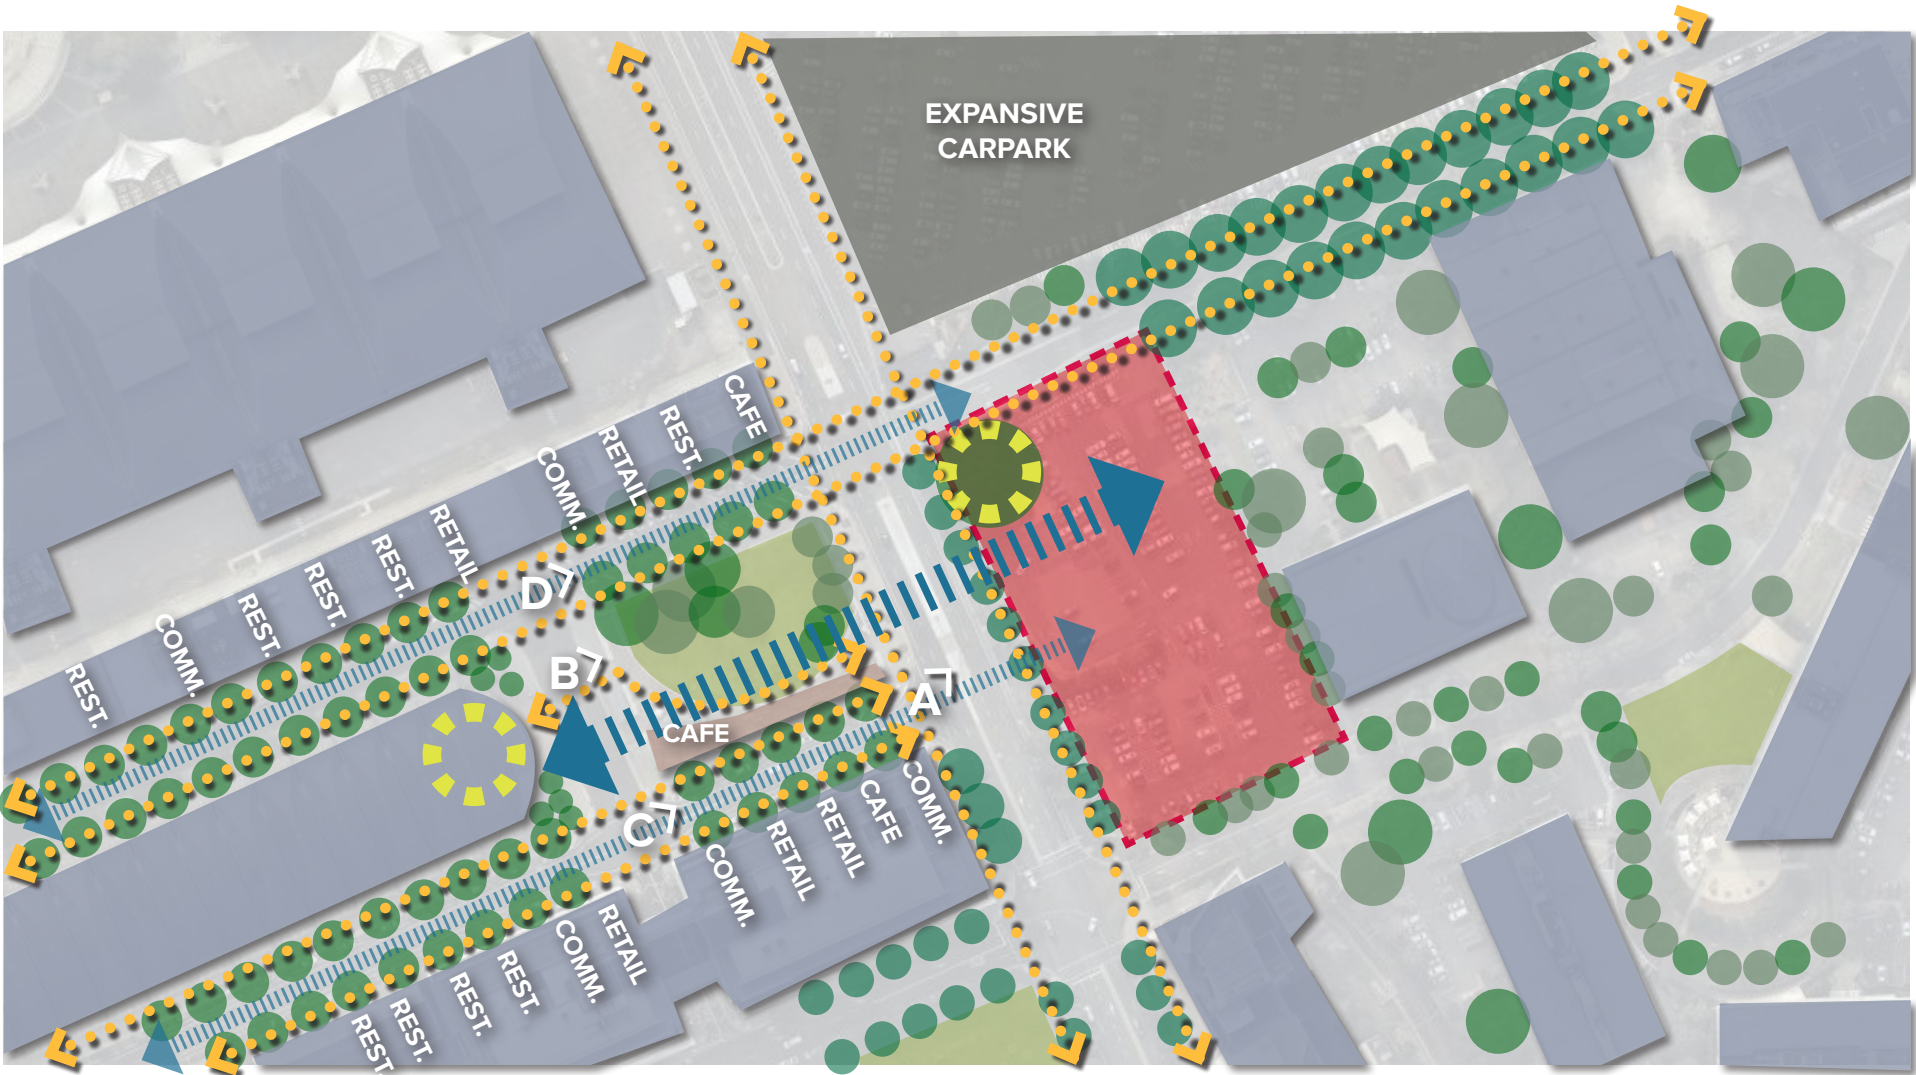 EXPANSIVE
CARPARK
CAFE
REST.
RETAIL
COMM.
RETAIL
REST.
REST.
REST.
COMM.
REST.
D
B
A
C
CAFE
COMM.
CAFE
RETAIL
RETAIL
COMM.
RETAIL
COMM.
REST.
REST.
REST.
REST.